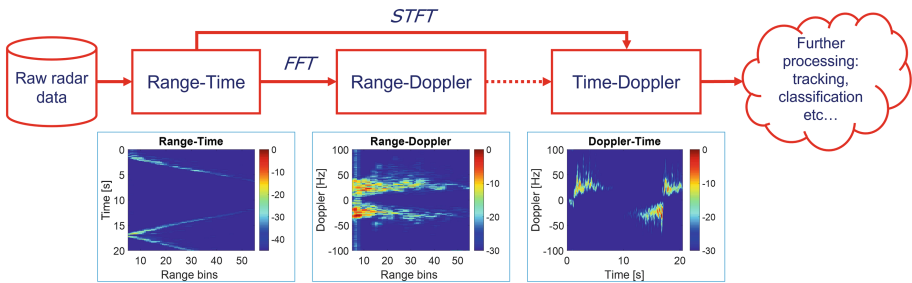 STFT
Raw radar
data
Range-Time
FFT
Range-Doppler
Time-Doppler
Further
processing:
tracking,
classification
etc...
Range-Time
0
5
10
15
20
Time [s]
10 20 30 40 50
Range bins
0
-10
-20
-30
-40
Range-Doppler
100
50
0
-50
-100
Doppler [Hz]
10 20 30 40 50
Range bins
0
-10
-20
-30
Doppler-Time
100
50
0
-50
-100
Doppler [Hz]
0 10 20
Time [s]
0
-10
-20
-30